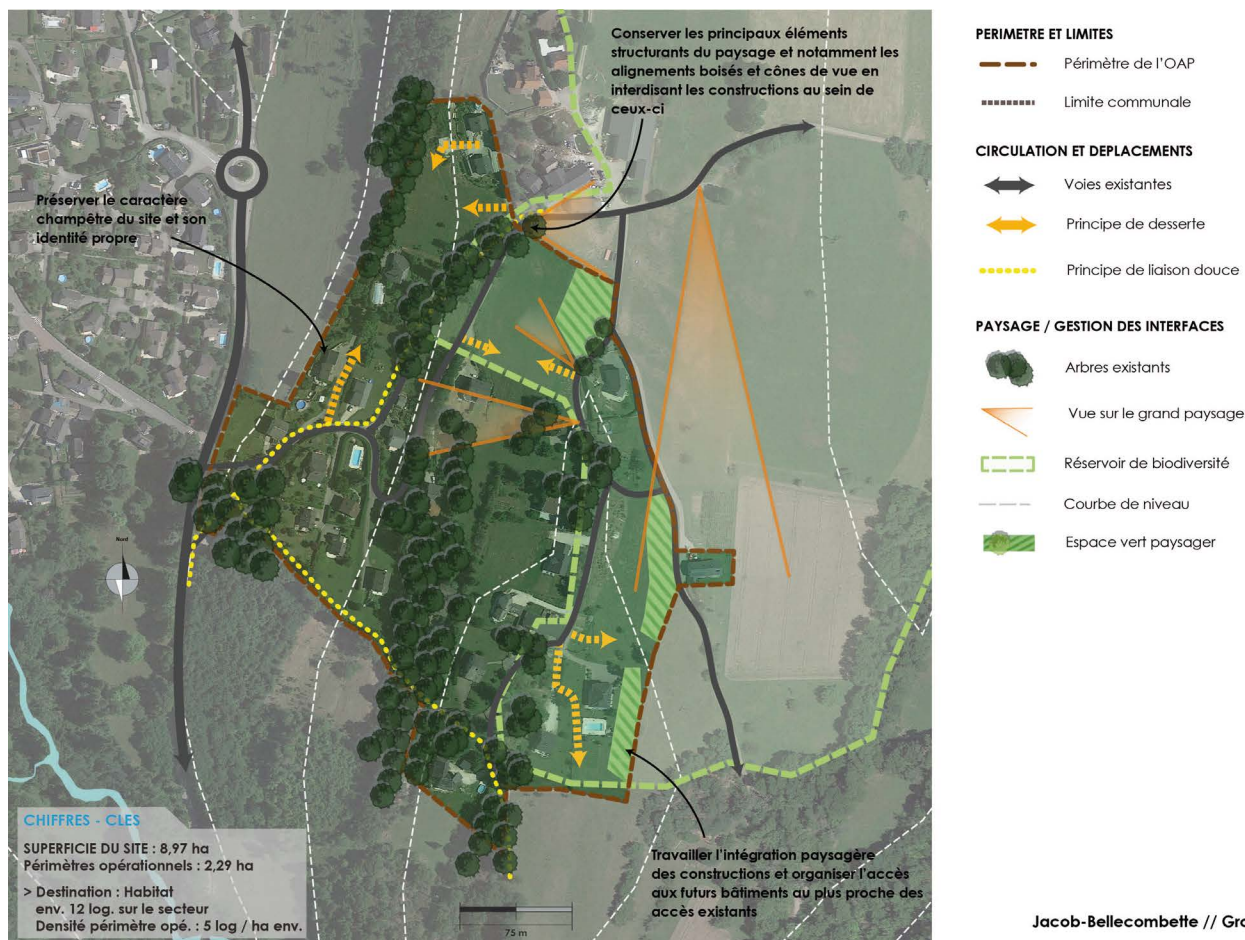 Conserver les principaux éléments
structurants du paysage et notamment les
alignements boisés et cônes de vue en
interdisant les constructions au sein de
ceux-ci
Préserver le caractère
champêtre du site et son
identité propre
Nord
CHIFFRES - CLES
SUPERFICIE DU SITE : 8,97 ha
Périmètres opérationnels : 2,29 ha
> Destination : Habitat
env. 12 log. sur le secteur
Densité périmètre opé. : 5 log / ha env.
75 m
Travailler l'intégration paysagère
des constructions et organiser l'accès
aux futurs bâtiments au plus proche des
accès existants
PERIMETRE ET LIMITES
Périmètre de l'OAP
Limite communale
CIRCULATION ET DEPLACEMENTS
Voies existantes
Principe de desserte
Principe de liaison douce
PAYSAGE / GESTION DES INTERFACES
Arbres existants
Vue sur le grand paysage
Réservoir de biodiversité
Courbe de niveau
Espace vert paysager
Jacob-Bellecombette // Gro